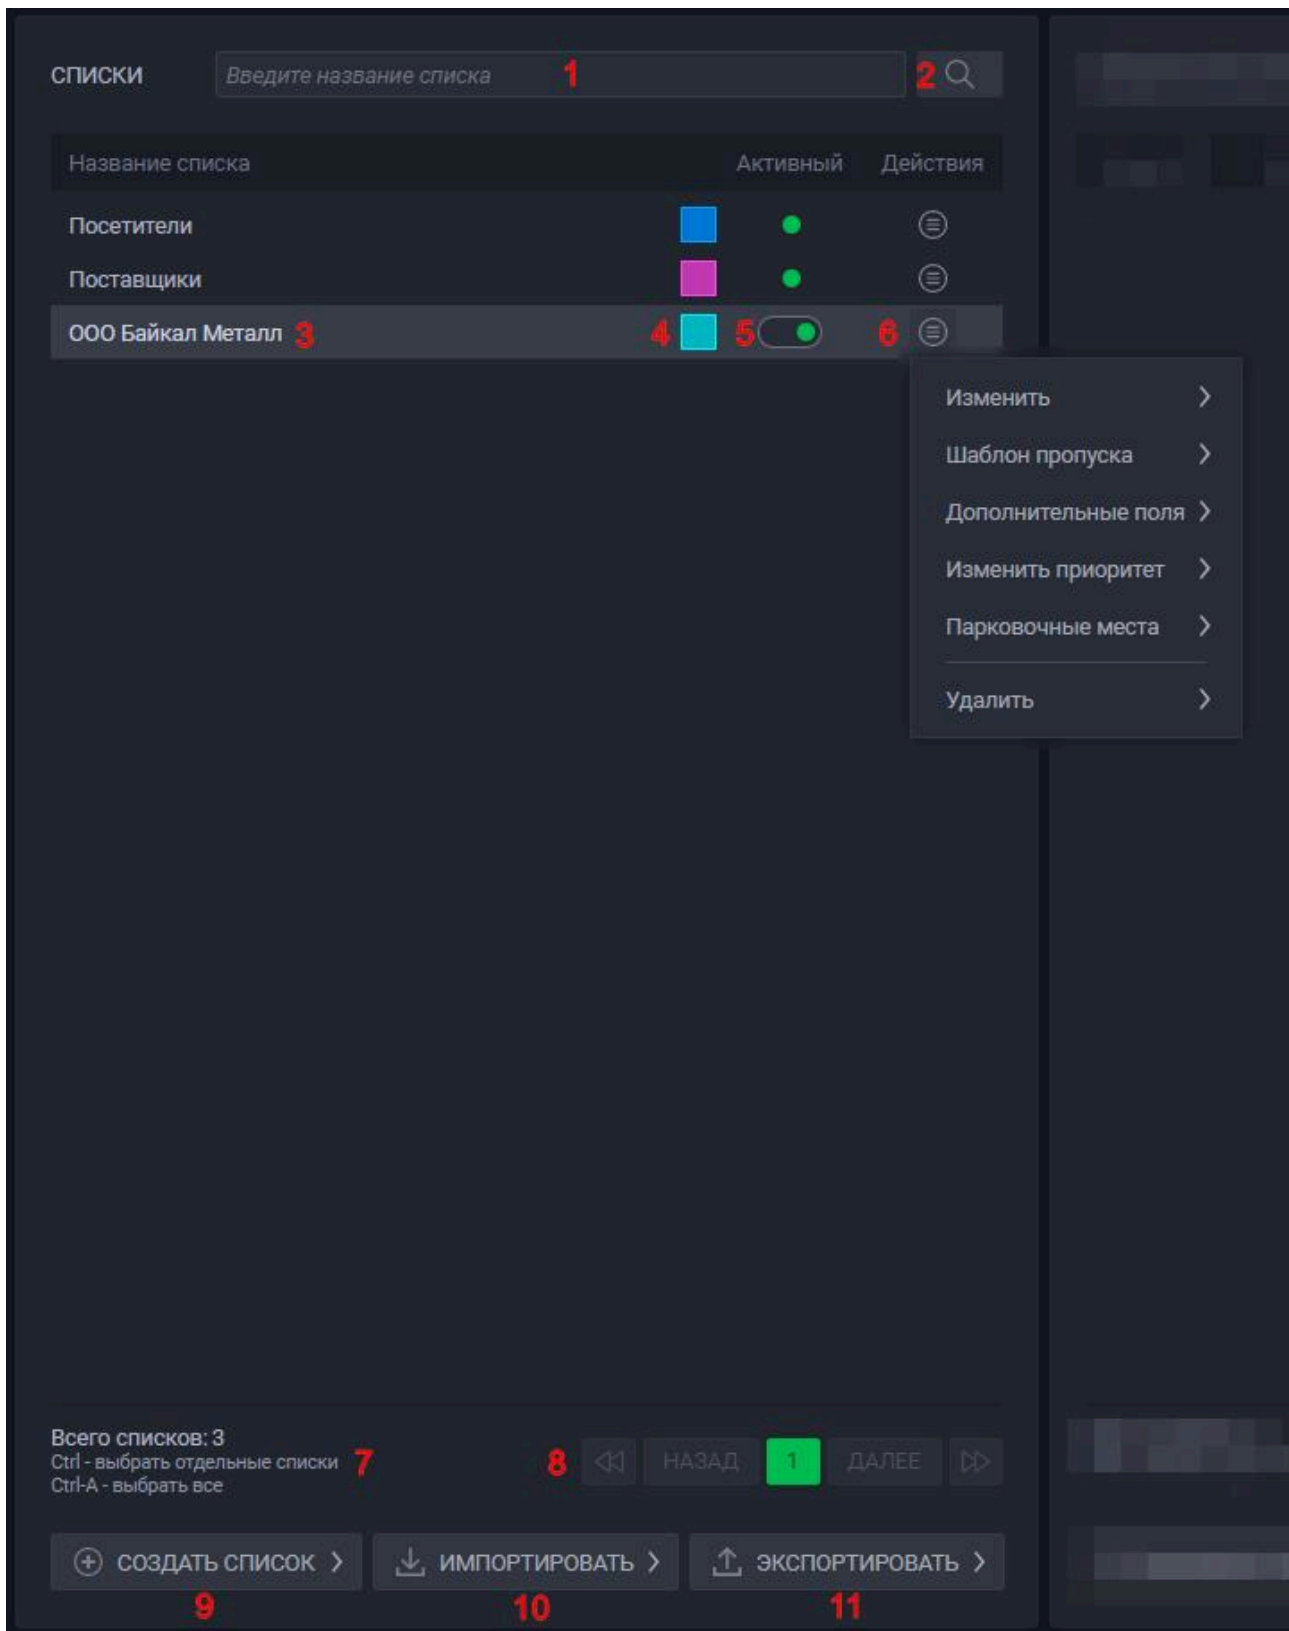 СПИСКИ Введите название списка 1 2
Название списка Активный Действия
Посетители
Поставщики
ООО Байкал Металл 3 4 5 6
Изменить
Шаблон пропуска
Дополнительные поля
Изменить приоритет
Парковочные места
Удалить
Всего списков: 3
Ctrl - выбрать отдельные списки 7
Ctrl-A - выбрать все
8 НАЗАД 1 ДАЛЕЕ
СОЗДАТЬ СПИСОК ИМПОРТИРОВАТЬ ЭКСПОРТИРОВАТЬ
9 10 11